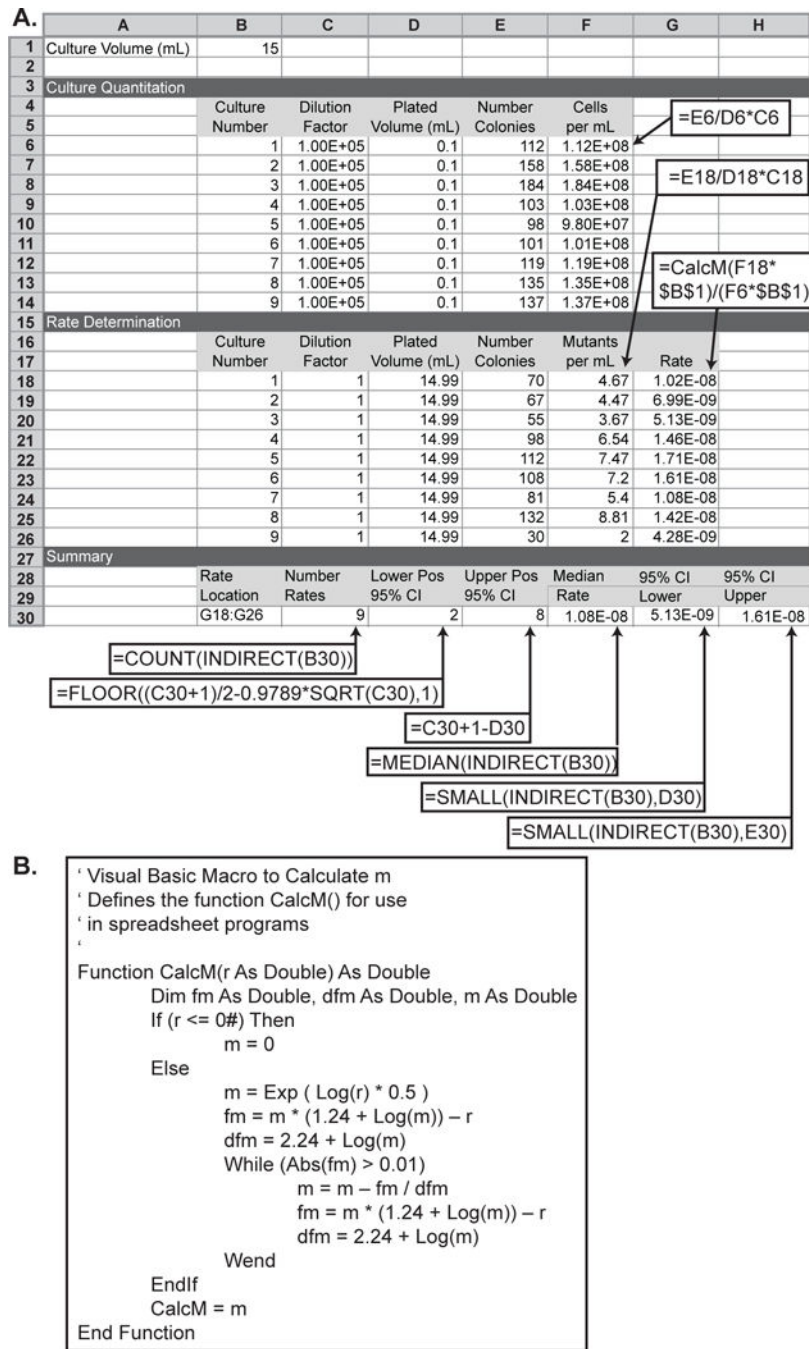 A.
A B C D E F G H
1 Culture Volume (mL) 15
2
3 Culture Quantitation
4 Culture Dilution Plated Number Cells
5 Number Factor Volume (mL) Colonies per mL
=E6/D6*C6
6 1 1.00E+05 0.1 112 1.12E+08
7 2 1.00E+05 0.1 158 1.58E+08
8 3 1.00E+05 0.1 184 1.84E+08
=E18/D18*C18
9 4 1.00E+05 0.1 103 1.03E+08
10 5 1.00E+05 0.1 98 9.80E+07
11 6 1.00E+05 0.1 101 1.01E+08
12 7 1.00E+05 0.1 119 1.19E+08
=CalcM(F18*
$B$1)/(F6*$B$1)
13 8 1.00E+05 0.1 135 1.35E+08
14 9 1.00E+05 0.1 137 1.37E+08
15 Rate Determination
16 Culture Dilution Plated Number Mutants
17 Number Factor Volume (mL) Colonies per mL Rate
18 1 1 14.99 70 4.67 1.02E-08
19 2 1 14.99 67 4.47 6.99E-09
20 3 1 14.99 55 3.67 5.13E-09
21 4 1 14.99 98 6.54 1.46E-08
22 5 1 14.99 112 7.47 1.71E-08
23 6 1 14.99 108 7.2 1.61E-08
24 7 1 14.99 81 5.4 1.08E-08
25 8 1 14.99 132 8.81 1.42E-08
26 9 1 14.99 30 2 4.28E-09
27 Summary
28 Rate Number Lower Pos Upper Pos Median 95% CI 95% CI
29 Location Rates 95% CI 95% CI Rate Lower Upper
30 G18:G26 9 2 8 1.08E-08 5.13E-09 1.61E-08
=COUNT(INDIRECT(B30))
=FLOOR((C30+1)/2-0.9789*SQRT(C30),1)
=C30+1-D30
=MEDIAN(INDIRECT(B30))
=SMALL(INDIRECT(B30),D30)
=SMALL(INDIRECT(B30),E30)
B.
‘ Visual Basic Macro to Calculate m
‘ Defines the function CalcM() for use
‘ in spreadsheet programs
‘
Function CalcM(r As Double) As Double
Dim fm As Double, dfm As Double, m As Double
If (r <= 0#) Then
m = 0
Else
m = Exp ( Log(r) * 0.5 )
fm = m * (1.24 + Log(m)) – r
dfm = 2.24 + Log(m)
While (Abs(fm) > 0.01)
m = m – fm / dfm
fm = m * (1.24 + Log(m)) – r
dfm = 2.24 + Log(m)
Wend
EndIf
CalcM = m
End Function